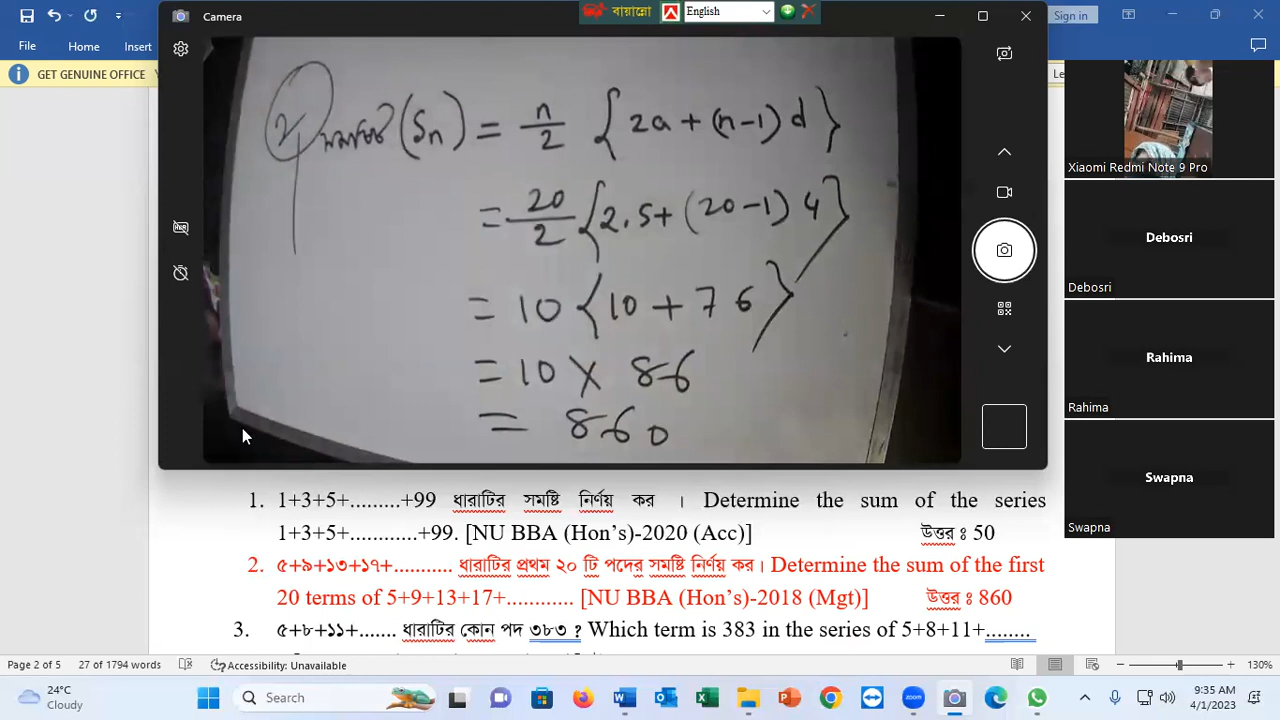 Camera
বায়ান্নো
English
Sign in
File
Home
Insert
GET GENUINE OFFICE
Le
সমষ্টি (Sn) = n/2 {2a + (n-1) d}
= 20/2 {2.5 + (20-1) 4}
= 10 {10 + 76}
= 10 X 86
= 860
Xiaomi Redmi Note 9 Pro
Debosri
Debosri
Rahima
Rahima
Swapna
Swapna
1. 1+3+5+.........+99 ধারাটির সমষ্টি নির্ণয় কর । Determine the sum of the series
1+3+5+............+99. [NU BBA (Hon’s)-2020 (Acc)] উত্তর ঃ 50
2. ৫+৯+১৩+১৭+........... ধারাটির প্রথম ২০ টি পদের সমষ্টি নির্ণয় কর। Determine the sum of the first
20 terms of 5+9+13+17+............ [NU BBA (Hon’s)-2018 (Mgt)] উত্তর ঃ 860
3. ৫+৮+১১+....... ধারাটির কোন পদ ৩৮৩ ? Which term is 383 in the series of 5+8+11+........
Page 2 of 5
27 of 1794 words
Accessibility: Unavailable
130%
24°C
Cloudy
Search
zoom
9:35 AM
4/1/2023